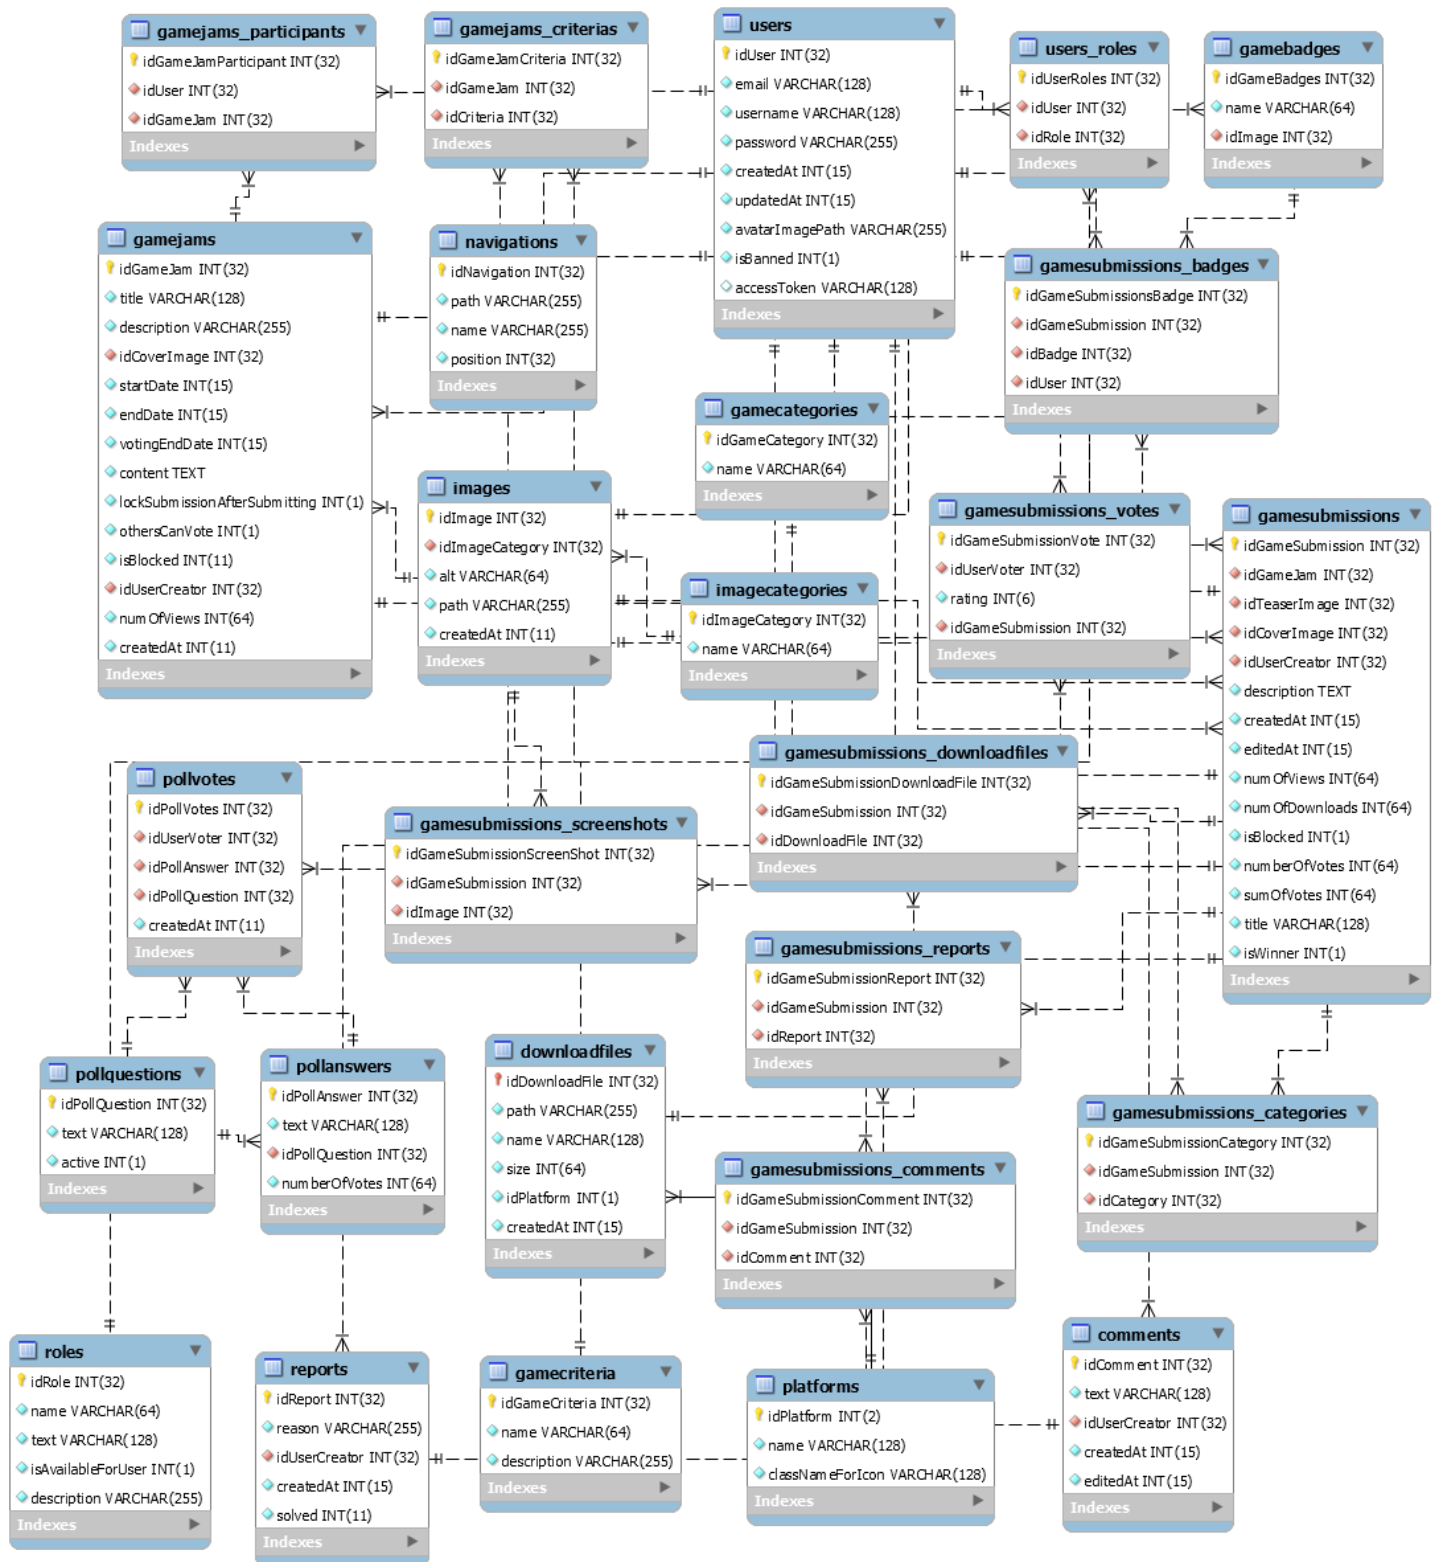 gamejams_participants
idGameJamParticipant INT(32)
idUser INT(32)
idGameJam INT(32)
Indexes
gamejams_criterias
idGameJamCriteria INT(32)
idGameJam INT(32)
idCriteria INT(32)
Indexes
users
idUser INT(32)
email VARCHAR(128)
username VARCHAR(128)
password VARCHAR(255)
createdAt INT(15)
updatedAt INT(15)
avatarImagePath VARCHAR(255)
isBanned INT(1)
accessToken VARCHAR(128)
Indexes
users_roles
idUserRoles INT(32)
idUser INT(32)
idRole INT(32)
Indexes
gamebadges
idGameBadges INT(32)
name VARCHAR(64)
idImage INT(32)
Indexes
gamejams
idGameJam INT(32)
title VARCHAR(128)
description VARCHAR(255)
idCoverImage INT(32)
startDate INT(15)
endDate INT(15)
votingEndDate INT(15)
content TEXT
lockSubmissionAfterSubmitting INT(1)
othersCanVote INT(1)
isBlocked INT(11)
idUserCreator INT(32)
numOfViews INT(64)
createdAt INT(11)
Indexes
navigations
idNavigation INT(32)
path VARCHAR(255)
name VARCHAR(255)
position INT(32)
Indexes
gamesubmissions_badges
idGameSubmissionsBadge INT(32)
idGameSubmission INT(32)
idBadge INT(32)
idUser INT(32)
Indexes
gamecategories
idGameCategory INT(32)
name VARCHAR(64)
Indexes
images
idImage INT(32)
idImageCategory INT(32)
alt VARCHAR(64)
path VARCHAR(255)
createdAt INT(11)
Indexes
gamesubmissions_votes
idGameSubmissionVote INT(32)
idUserVoter INT(32)
rating INT(6)
idGameSubmission INT(32)
Indexes
gamesubmissions
idGameSubmission INT(32)
idGameJam INT(32)
idTeaserImage INT(32)
idCoverImage INT(32)
idUserCreator INT(32)
description TEXT
createdAt INT(15)
editedAt INT(15)
numOfViews INT(64)
numOfDownloads INT(64)
isBlocked INT(1)
numberOfVotes INT(64)
sumOfVotes INT(64)
title VARCHAR(128)
isWinner INT(1)
Indexes
imagecategories
idImageCategory INT(32)
name VARCHAR(64)
Indexes
gamesubmissions_downloadfiles
idGameSubmissionDownloadFile INT(32)
idGameSubmission INT(32)
idDownloadFile INT(32)
Indexes
pollvotes
idPollVotes INT(32)
idUserVoter INT(32)
idPollAnswer INT(32)
idPollQuestion INT(32)
createdAt INT(11)
Indexes
gamesubmissions_screenshots
idGameSubmissionScreenShot INT(32)
idGameSubmission INT(32)
idImage INT(32)
Indexes
gamesubmissions_reports
idGameSubmissionReport INT(32)
idGameSubmission INT(32)
idReport INT(32)
Indexes
pollquestions
idPollQuestion INT(32)
text VARCHAR(128)
active INT(1)
Indexes
pollanswers
idPollAnswer INT(32)
text VARCHAR(128)
idPollQuestion INT(32)
numberOfVotes INT(64)
Indexes
downloadfiles
idDownloadFile INT(32)
path VARCHAR(255)
name VARCHAR(128)
size INT(64)
idPlatform INT(1)
createdAt INT(15)
Indexes
gamesubmissions_categories
idGameSubmissionCategory INT(32)
idGameSubmission INT(32)
idCategory INT(32)
Indexes
gamesubmissions_comments
idGameSubmissionComment INT(32)
idGameSubmission INT(32)
idComment INT(32)
Indexes
roles
idRole INT(32)
name VARCHAR(64)
text VARCHAR(128)
isAvailableForUser INT(1)
description VARCHAR(255)
Indexes
reports
idReport INT(32)
reason VARCHAR(255)
idUserCreator INT(32)
createdAt INT(15)
solved INT(11)
Indexes
gamecriteria
idGameCriteria INT(32)
name VARCHAR(64)
description VARCHAR(255)
Indexes
platforms
idPlatform INT(2)
name VARCHAR(128)
classNameForIcon VARCHAR(128)
Indexes
comments
idComment INT(32)
text VARCHAR(128)
idUserCreator INT(32)
createdAt INT(15)
editedAt INT(15)
Indexes